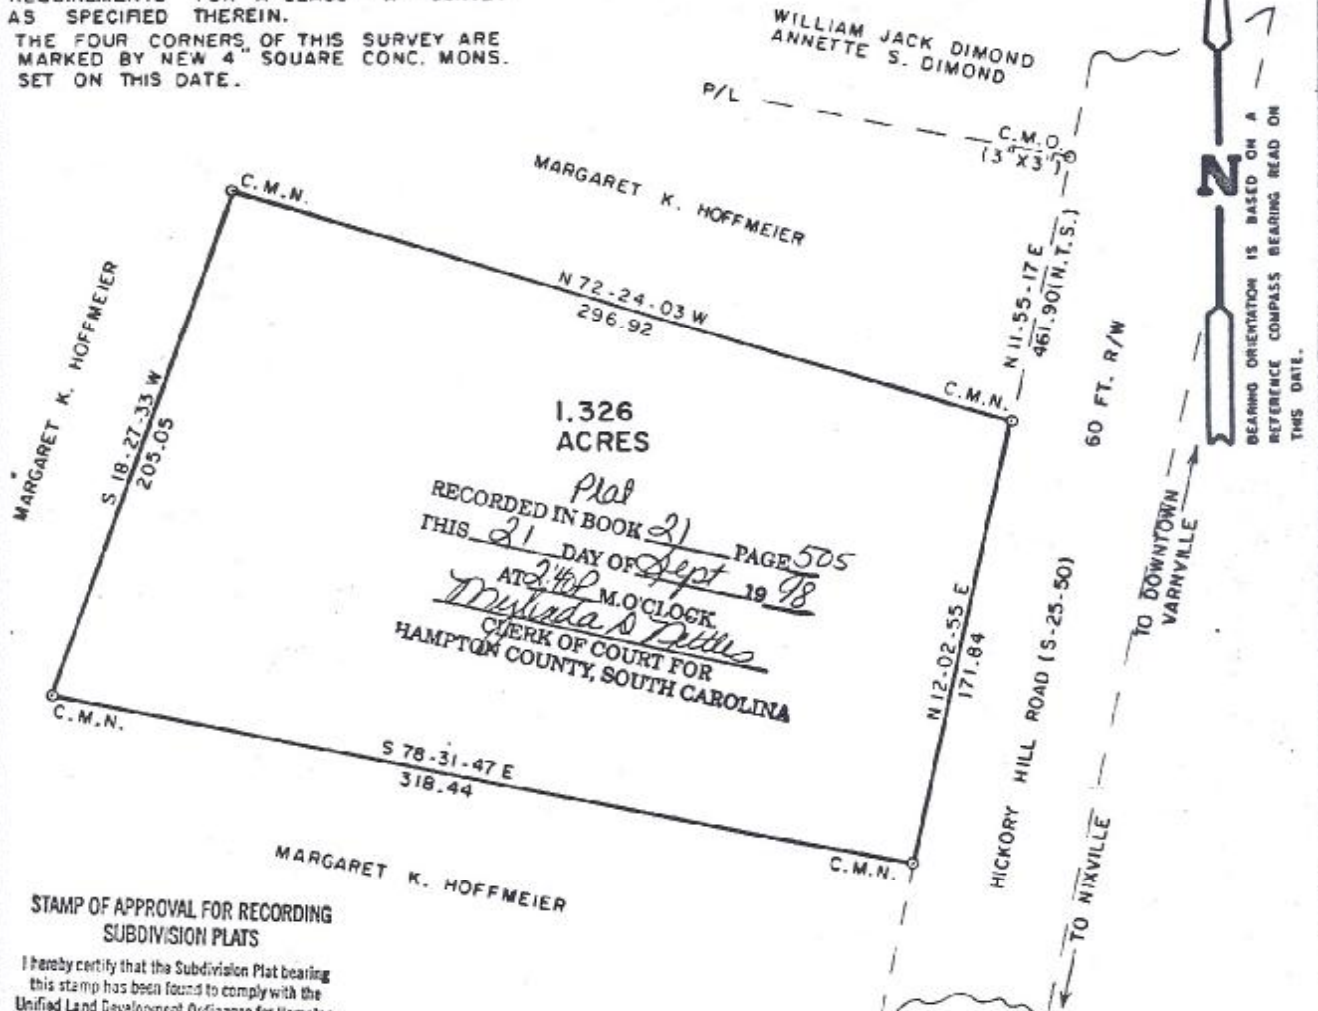 AS SPECIFIED THEREIN.
THE FOUR CORNERS OF THIS SURVEY ARE
MARKED BY NEW 4" SQUARE CONC. MONS.
SET ON THIS DATE.
WILLIAM JACK DIMOND
ANNETTE S. DIMOND
P/L
C.M.O.
(3"X3")
MARGARET K. HOFFMEIER
C.M.N.
N 72-24-03 W
296.92
C.M.N.
N 11-55-17 E
461.90 (N.T.S.)
60 FT. R/W
N
BEARING ORIENTATION IS BASED ON A
REFERENCE COMPASS BEARING READ ON
THIS DATE.
MARGARET K. HOFFMEIER
S 18-27-33 W
205.05
1.326
ACRES
Plat
RECORDED IN BOOK 21 PAGE 505
THIS 21 DAY OF Sept 19 98
AT 2:40 P M. O'CLOCK
CLERK OF COURT FOR
HAMPTON COUNTY, SOUTH CAROLINA
N 12-02-55 E
171.84
HICKORY HILL ROAD (S-25-50)
TO DOWNTOWN
VARNVILLE
TO NIXVILLE
C.M.N.
S 78-31-47 E
318.44
C.M.N.
MARGARET K. HOFFMEIER
STAMP OF APPROVAL FOR RECORDING
SUBDIVISION PLATS
I hereby certify that the Subdivision Plat bearing
this stamp has been found to comply with the
Unified Land Development Ordinance for